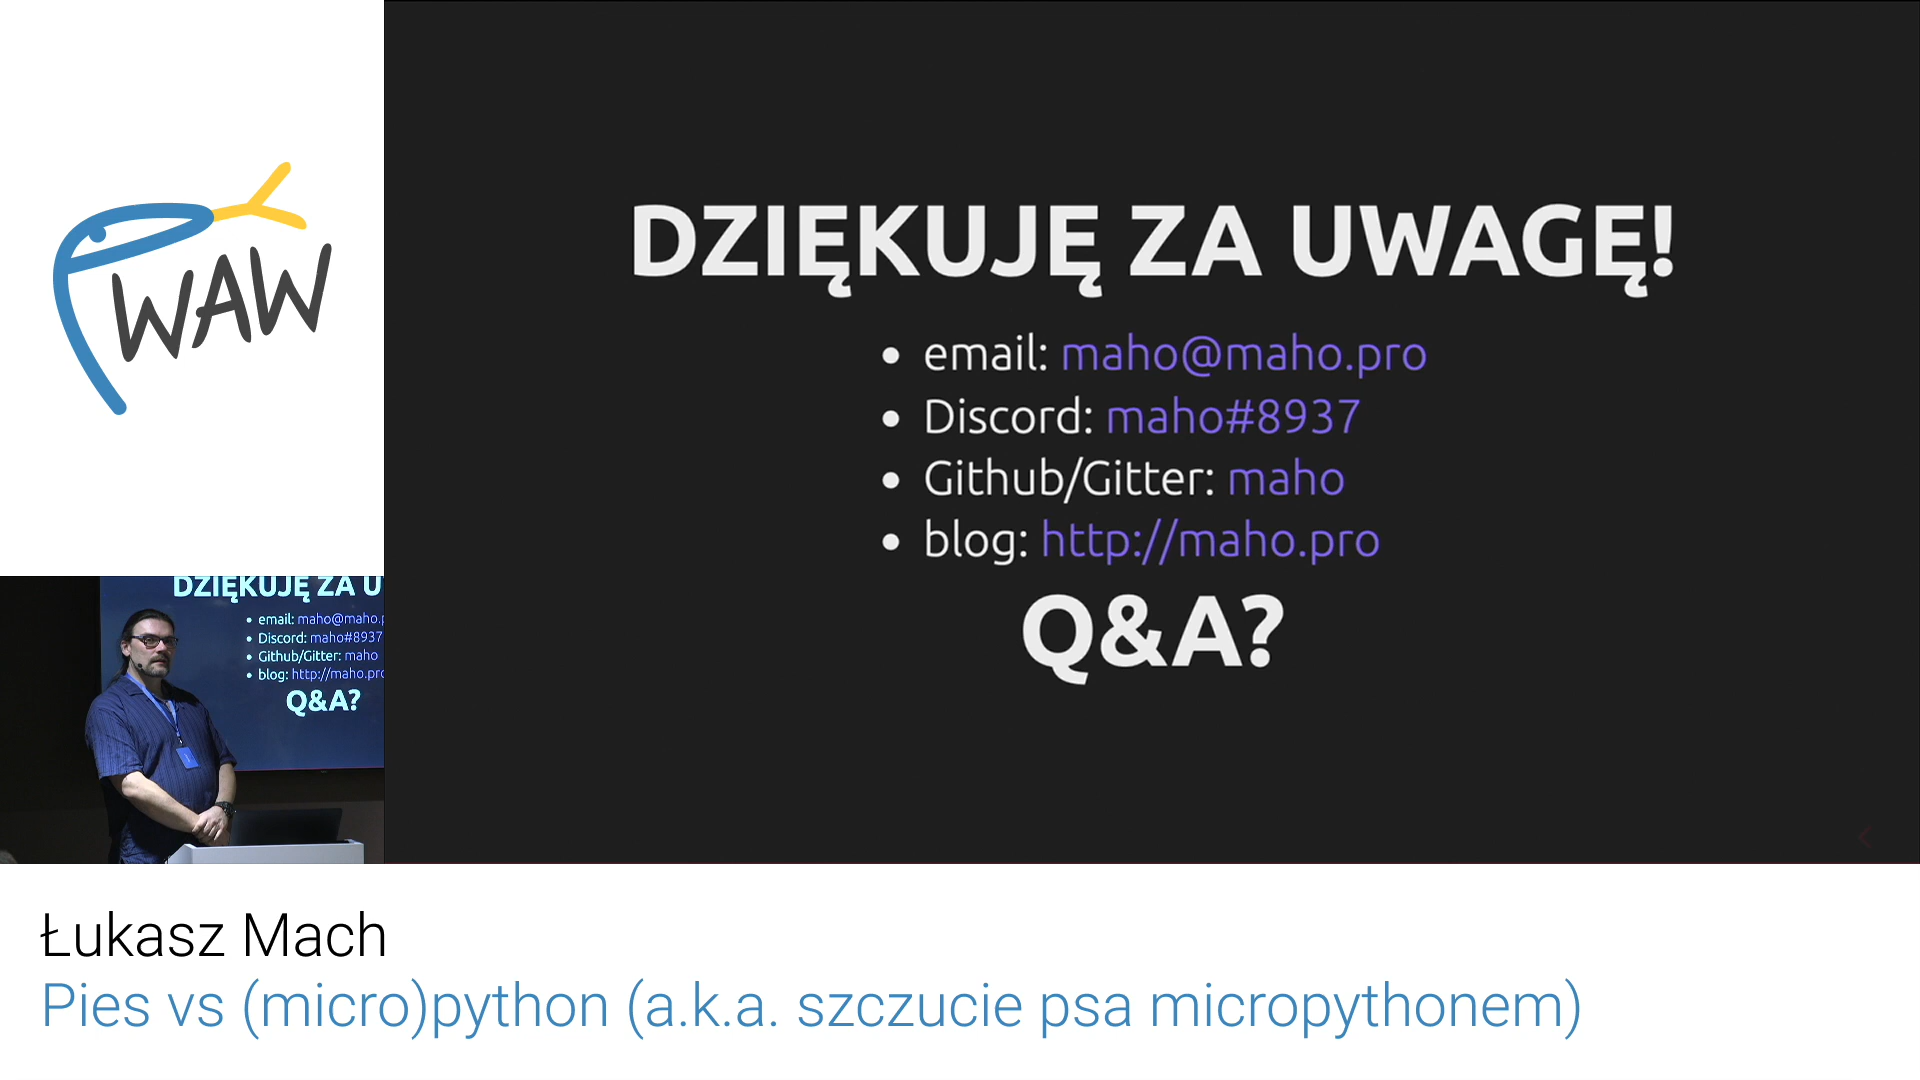 WAW
DZIĘKUJĘ ZA UWAGĘ!
email: maho@maho.pro
Discord: maho#8937
Github/Gitter: maho
blog: http://maho.pro
Q&A?
DZIĘKUJĘ ZA U
email: maho@maho.p
Discord: maho#8937
Github/Gitter: maho
blog: http://maho.pro
Q&A?
Łukasz Mach
Pies vs (micro)python (a.k.a. szczucie psa micropythonem)